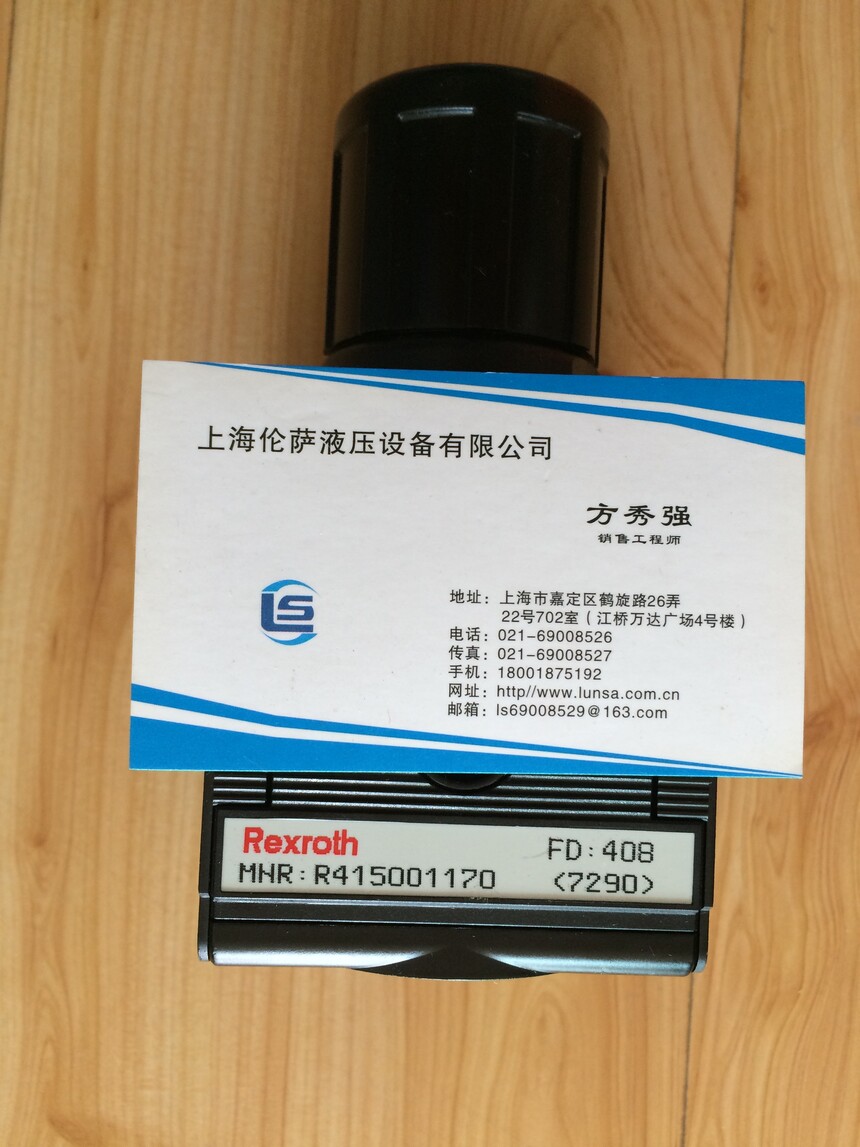 上海伦萨液压设备有限公司
方秀强
销售工程师
LS
地址：上海市嘉定区鹤旋路26弄
22号702室（江桥万达广场4号楼）
电话：021-69008526
传真：021-69008527
手机：18001875192
网址：http//www.lunsa.com.cn
邮箱：ls69008529@163.com
Rexroth FD:408
MNR:R415001170 (7290)